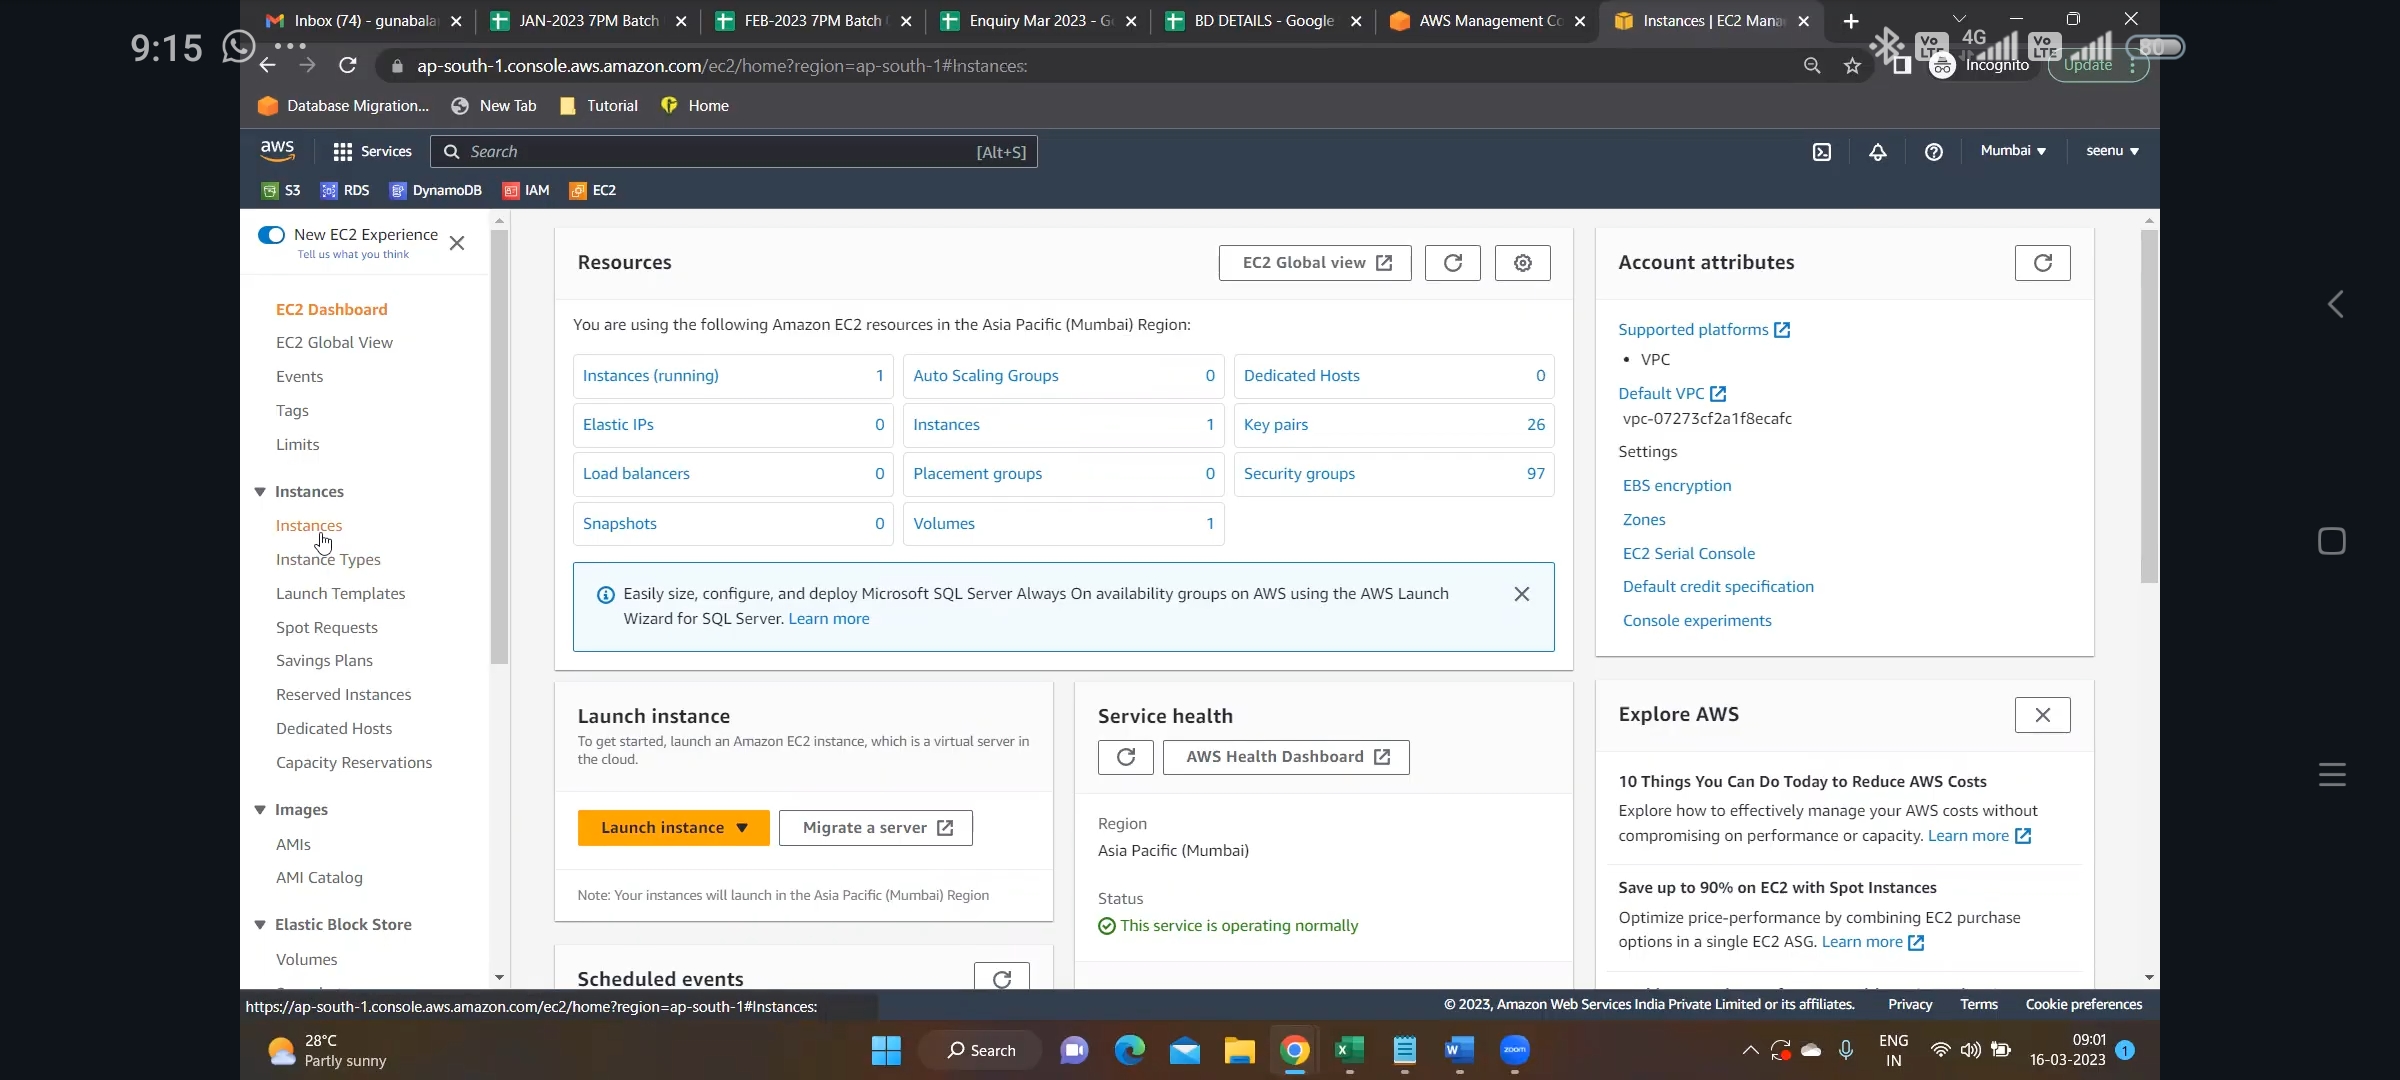 9:15
Inbox (74) - gunabala
JAN-2023 7PM Batch
FEB-2023 7PM Batch
Enquiry Mar 2023 - G
BD DETAILS - Google
AWS Management Co
Instances | EC2 Mana
4G
Vo LTE
Vo LTE
80
ap-south-1.console.aws.amazon.com/ec2/home?region=ap-south-1#Instances:
Incognito
Update
Database Migration...
New Tab
Tutorial
Home
aws
Services
Search
[Alt+S]
Mumbai
seenu
S3
RDS
DynamoDB
IAM
EC2
New EC2 Experience
Tell us what you think
EC2 Dashboard
EC2 Global View
Events
Tags
Limits
Instances
Instances
Instance Types
Launch Templates
Spot Requests
Savings Plans
Reserved Instances
Dedicated Hosts
Capacity Reservations
Images
AMIs
AMI Catalog
Elastic Block Store
Volumes
Resources
EC2 Global view
You are using the following Amazon EC2 resources in the Asia Pacific (Mumbai) Region:
Instances (running) 1
Auto Scaling Groups 0
Dedicated Hosts 0
Elastic IPs 0
Instances 1
Key pairs 26
Load balancers 0
Placement groups 0
Security groups 97
Snapshots 0
Volumes 1
Easily size, configure, and deploy Microsoft SQL Server Always On availability groups on AWS using the AWS Launch
Wizard for SQL Server. Learn more
Launch instance
To get started, launch an Amazon EC2 instance, which is a virtual server in
the cloud.
Launch instance
Migrate a server
Note: Your instances will launch in the Asia Pacific (Mumbai) Region
Scheduled events
Service health
AWS Health Dashboard
Region
Asia Pacific (Mumbai)
Status
This service is operating normally
Account attributes
Supported platforms
• VPC
Default VPC
vpc-07273cf2a1f8ecafc
Settings
EBS encryption
Zones
EC2 Serial Console
Default credit specification
Console experiments
Explore AWS
10 Things You Can Do Today to Reduce AWS Costs
Explore how to effectively manage your AWS costs without
compromising on performance or capacity. Learn more
Save up to 90% on EC2 with Spot Instances
Optimize price-performance by combining EC2 purchase
options in a single EC2 ASG. Learn more
https://ap-south-1.console.aws.amazon.com/ec2/home?region=ap-south-1#Instances:
© 2023, Amazon Web Services India Private Limited or its affiliates.
Privacy
Terms
Cookie preferences
28°C
Partly sunny
Search
zoom
ENG
IN
09:01
16-03-2023
1